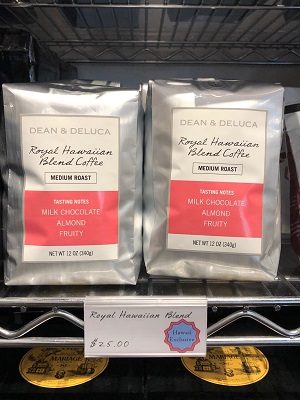 DEAN & DELUCA
Royal Hawaiian
Blend Coffee
MEDIUM ROAST
TASTING NOTES
MILK CHOCOLATE
ALMOND
FRUITY
NET WT 12 OZ (340g)
DEAN & DELUCA
Royal Hawaiian
Blend Coffee
MEDIUM ROAST
TASTING NOTES
MILK CHOCOLATE
ALMOND
FRUITY
NET WT 12 OZ (340g)
Royal Hawaiian Blend
$25.00
Hawaii
Exclusive
MARIAGE
MARIAGE